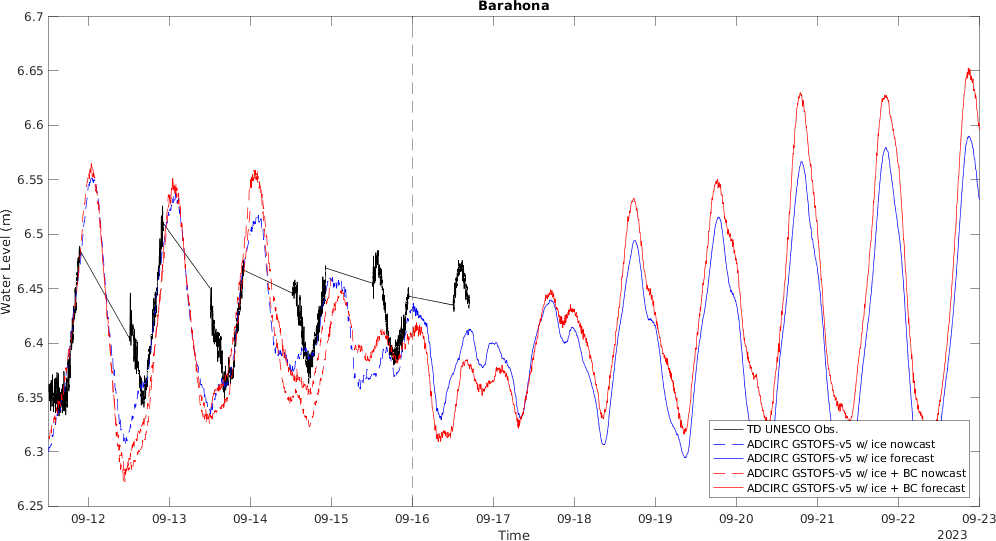 Barahona
Water Level (m)
6.7
6.65
6.6
6.55
6.5
6.45
6.4
6.35
6.3
6.25
TD UNESCO Obs.
ADCIRC GSTOFS-v5 w/ ice nowcast
ADCIRC GSTOFS-v5 w/ ice forecast
ADCIRC GSTOFS-v5 w/ ice + BC nowcast
ADCIRC GSTOFS-v5 w/ ice + BC forecast
09-12 09-13 09-14 09-15 09-16 09-17 09-18 09-19 09-20 09-21 09-22 09-23
Time
2023